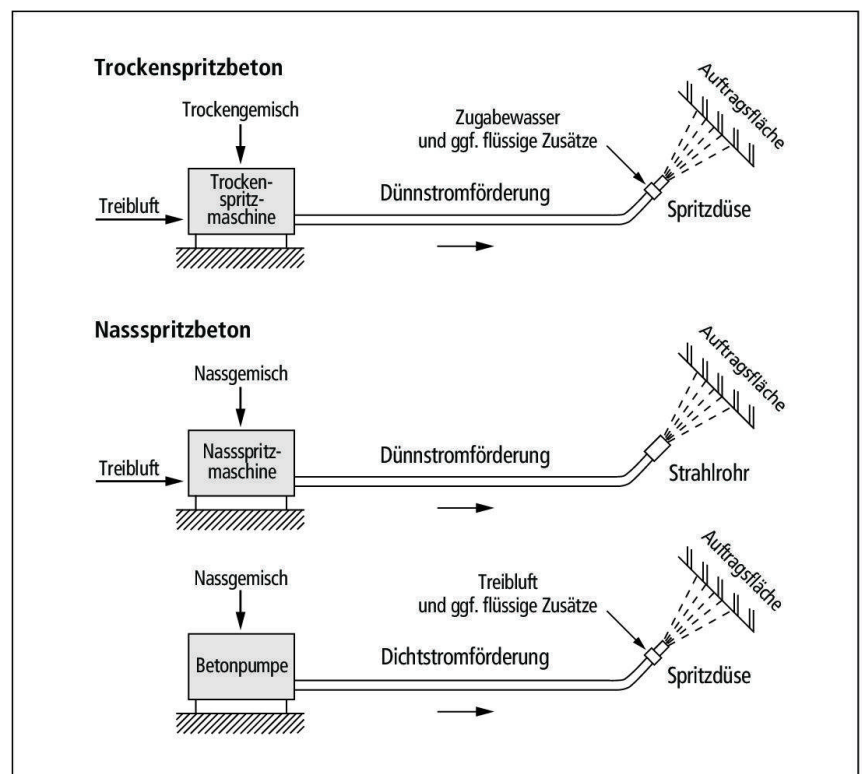 Trockenspritzbeton
Auftragsfläche
Trockengemisch
Zugabewasser
und ggf. flüssige Zusätze
Trocken-
spritz-
maschine
Treibluft
Dünnstromförderung
Spritzdüse
Nassspritzbeton
Auftragsfläche
Nassgemisch
Nassspritz-
maschine
Treibluft
Dünnstromförderung
Strahlrohr
Auftragsfläche
Nassgemisch
Treibluft
und ggf. flüssige Zusätze
Betonpumpe
Dichtstromförderung
Spritzdüse